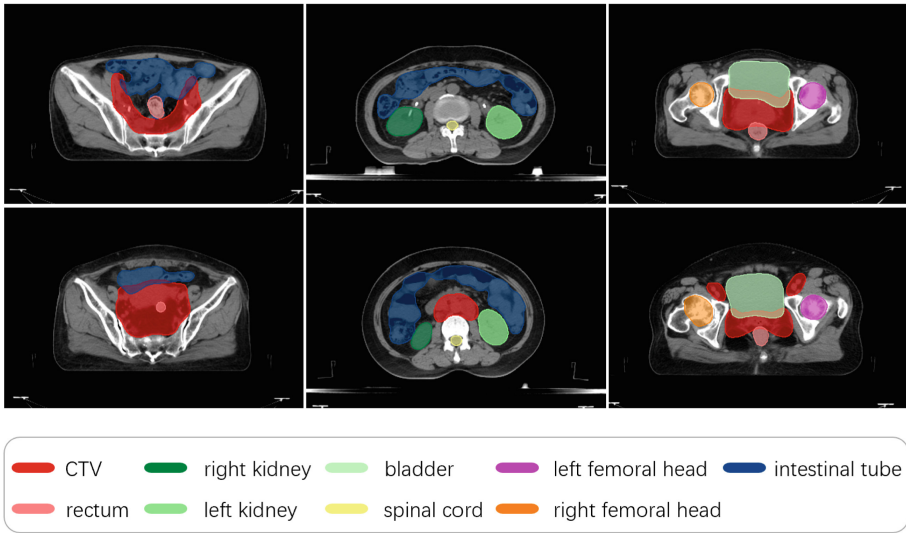 CTV right kidney bladder left femoral head intestinal tube
rectum left kidney spinal cord right femoral head